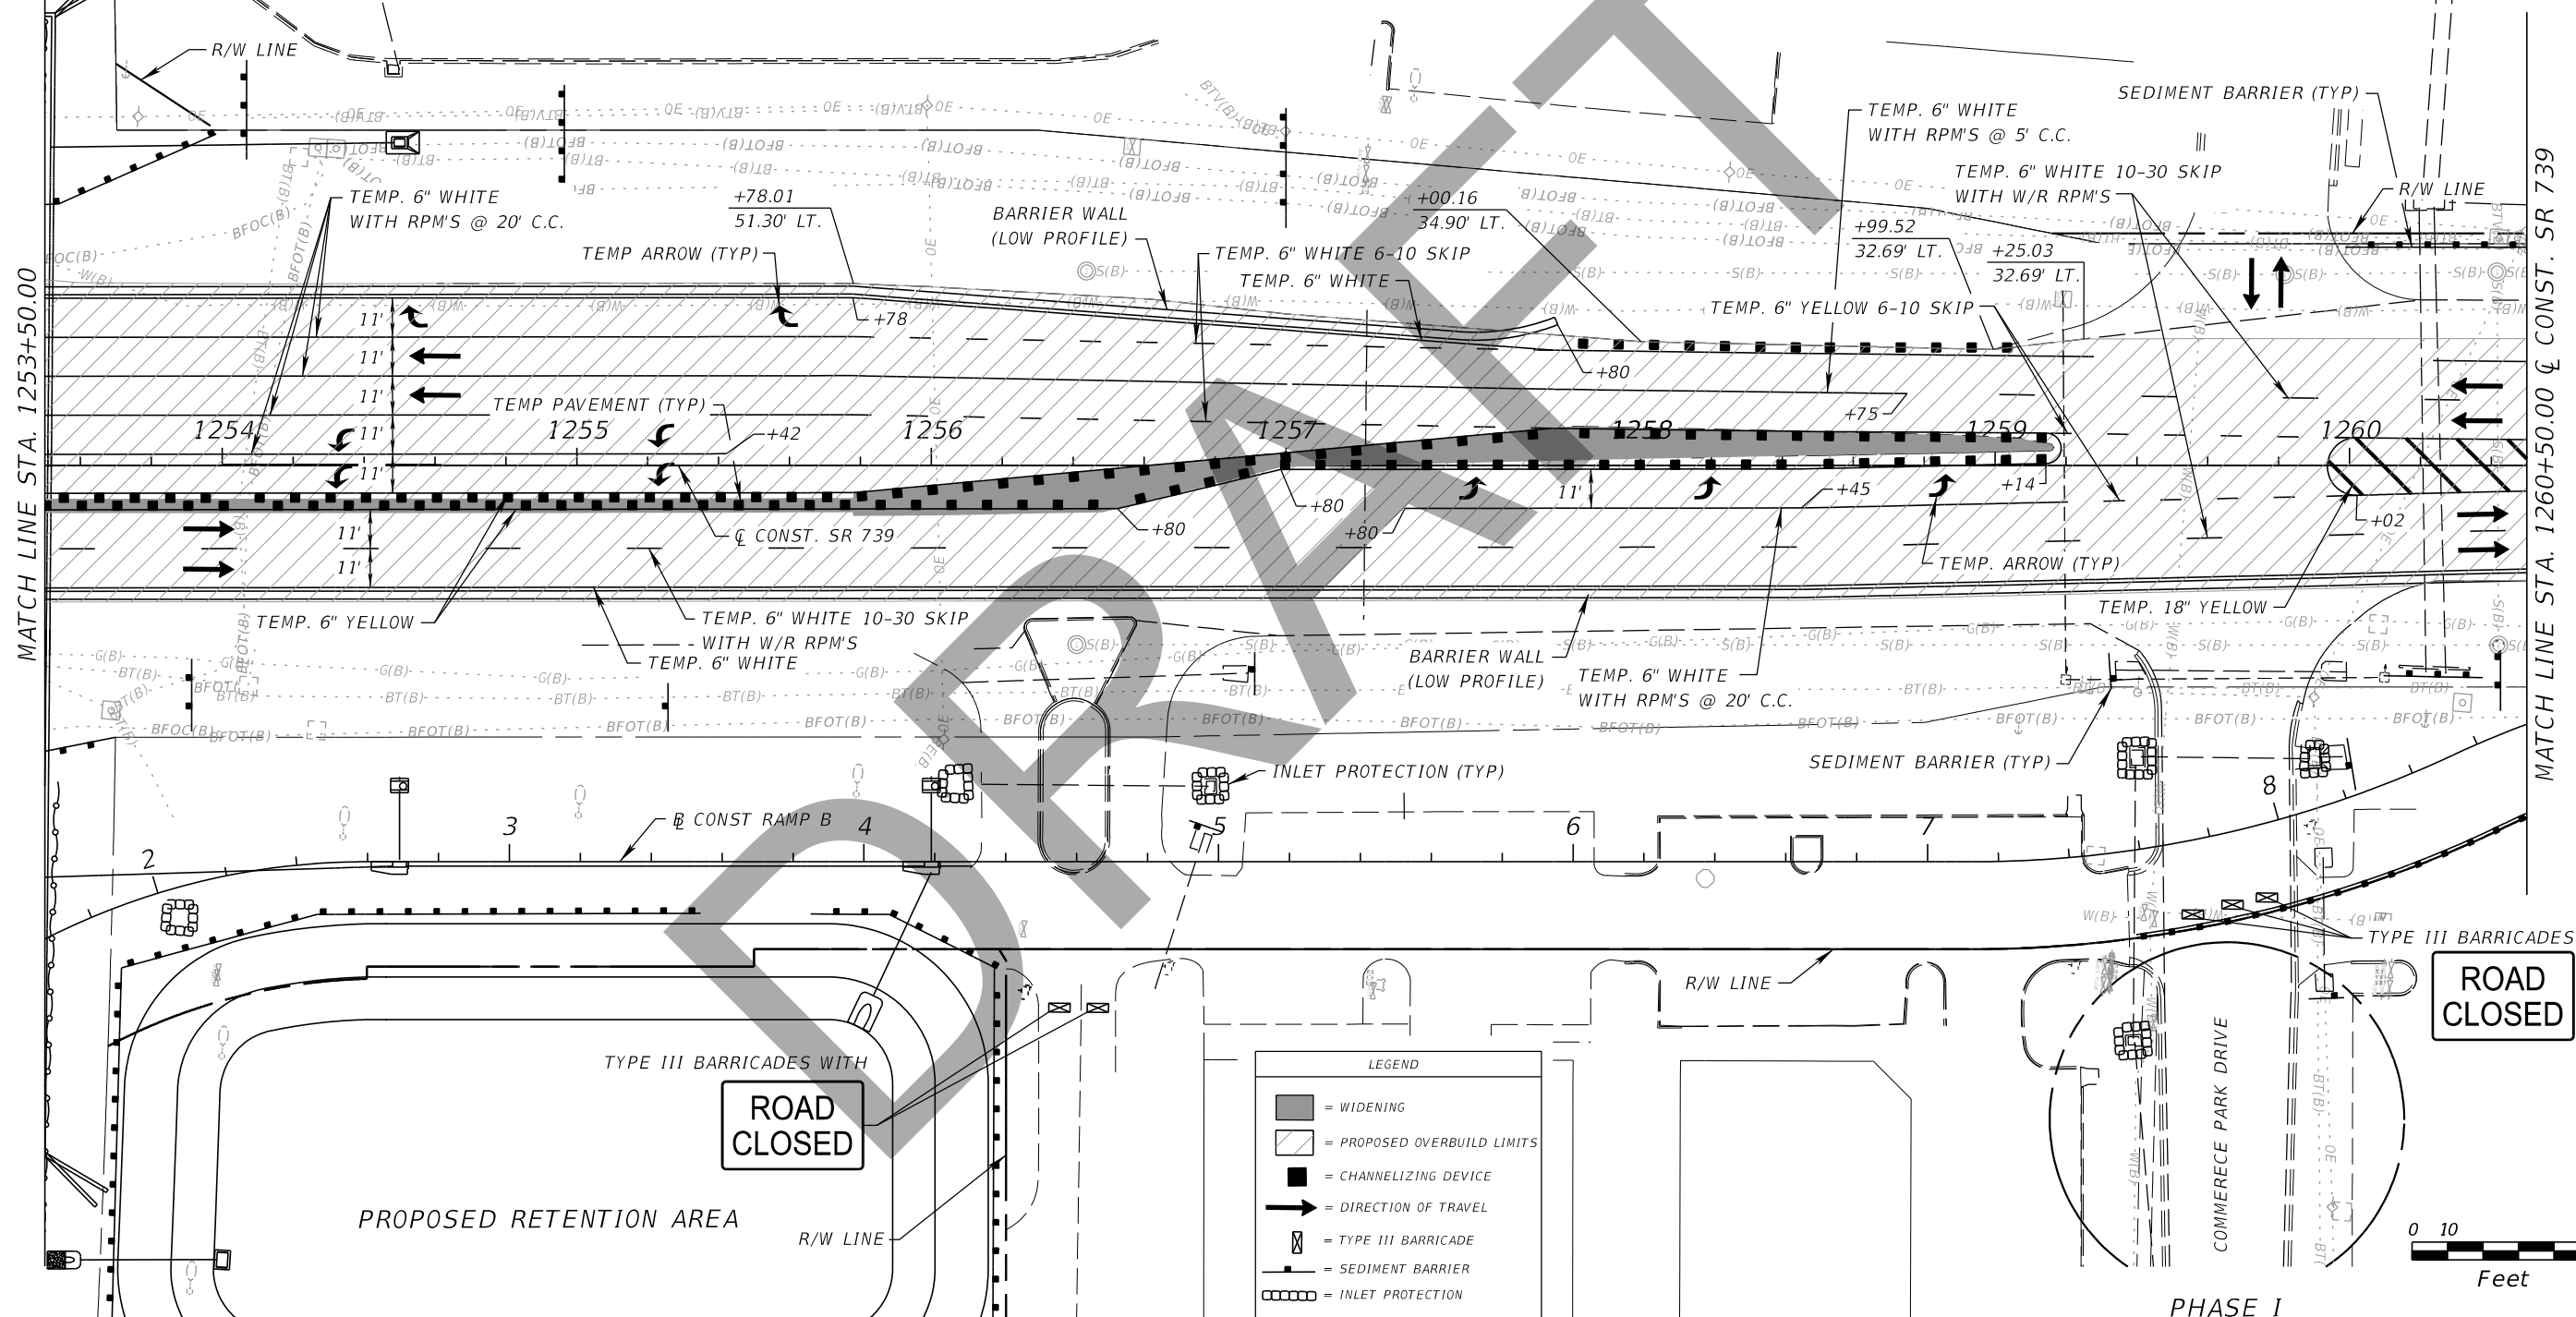 R/W LINE
SEDIMENT BARRIER (TYP)
TEMP. 6" WHITE
WITH RPM'S @ 5' C.C.
TEMP. 6" WHITE 10-30 SKIP
WITH W/R RPM'S
R/W LINE
TEMP. 6" WHITE
WITH RPM'S @ 20' C.C.
+78.01
51.30' LT.
BARRIER WALL
(LOW PROFILE)
+00.16
34.90' LT.
+99.52
32.69' LT.
+25.03
32.69' LT.
TEMP ARROW (TYP)
TEMP. 6" WHITE 6-10 SKIP
TEMP. 6" WHITE
TEMP. 6" YELLOW 6-10 SKIP
MATCH LINE STA. 1253+50.00
MATCH LINE STA. 1260+50.00 ℄ CONST. SR 739
11'
11'
11'
11'
11'
+78
+80
+75
TEMP PAVEMENT (TYP)
+42
1254
1255
1256
1257
1258
1259
1260
+80
+80
+80
11'
+45
+14
+02
11'
11'
℄ CONST. SR 739
TEMP. ARROW (TYP)
TEMP. 6" YELLOW
TEMP. 6" WHITE 10-30 SKIP
WITH W/R RPM'S
TEMP. 6" WHITE
BARRIER WALL
(LOW PROFILE)
TEMP. 6" WHITE
WITH RPM'S @ 20' C.C.
TEMP. 18" YELLOW
SEDIMENT BARRIER (TYP)
INLET PROTECTION (TYP)
BL CONST RAMP B
2
3
4
5
6
7
8
TYPE III BARRICADES
ROAD
CLOSED
R/W LINE
TYPE III BARRICADES WITH
ROAD
CLOSED
PROPOSED RETENTION AREA
R/W LINE
LEGEND
= WIDENING
= PROPOSED OVERBUILD LIMITS
= CHANNELIZING DEVICE
= DIRECTION OF TRAVEL
= TYPE III BARRICADE
= SEDIMENT BARRIER
= INLET PROTECTION
COMMERECE PARK DRIVE
0 10
Feet
PHASE I
DRAFT